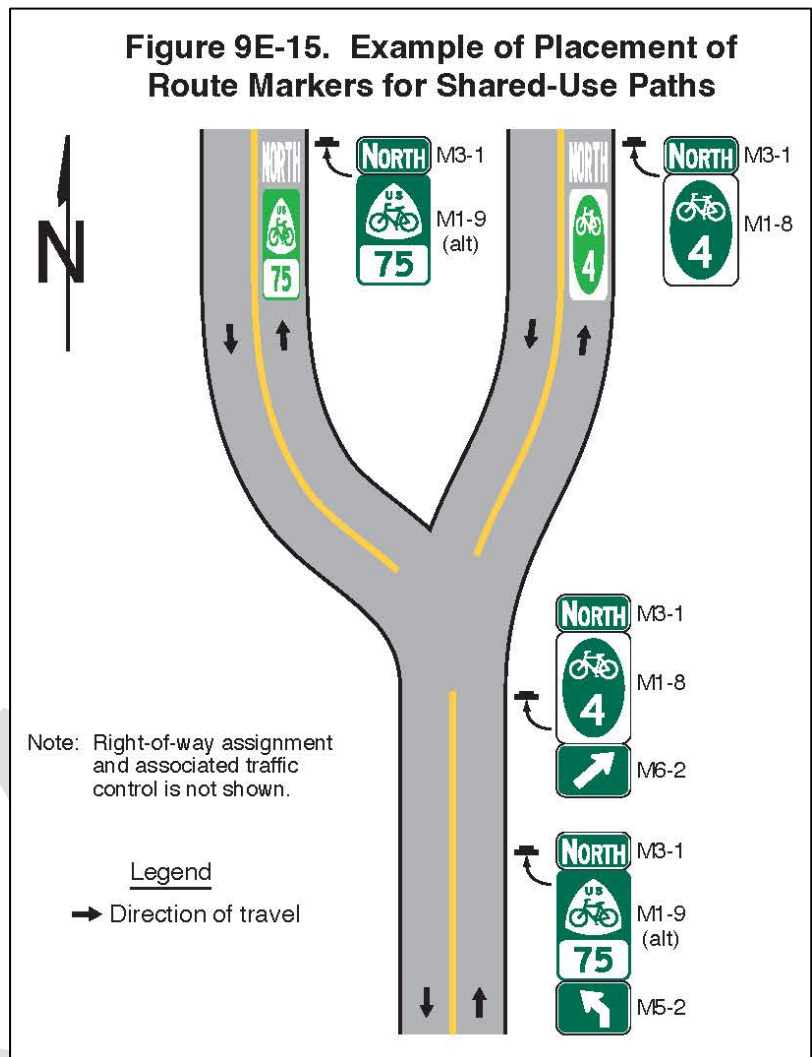 Figure 9E-15. Example of Placement of
Route Markers for Shared-Use Paths
N
NORTH
US
75
NORTH
M3-1
US
75
M1-9
(alt)
NORTH
4
NORTH
M3-1
4
M1-8
NORTH
M3-1
4
M1-8
M6-2
Note: Right-of-way assignment
and associated traffic
control is not shown.
Legend
Direction of travel
NORTH
M3-1
US
75
M1-9
(alt)
M5-2